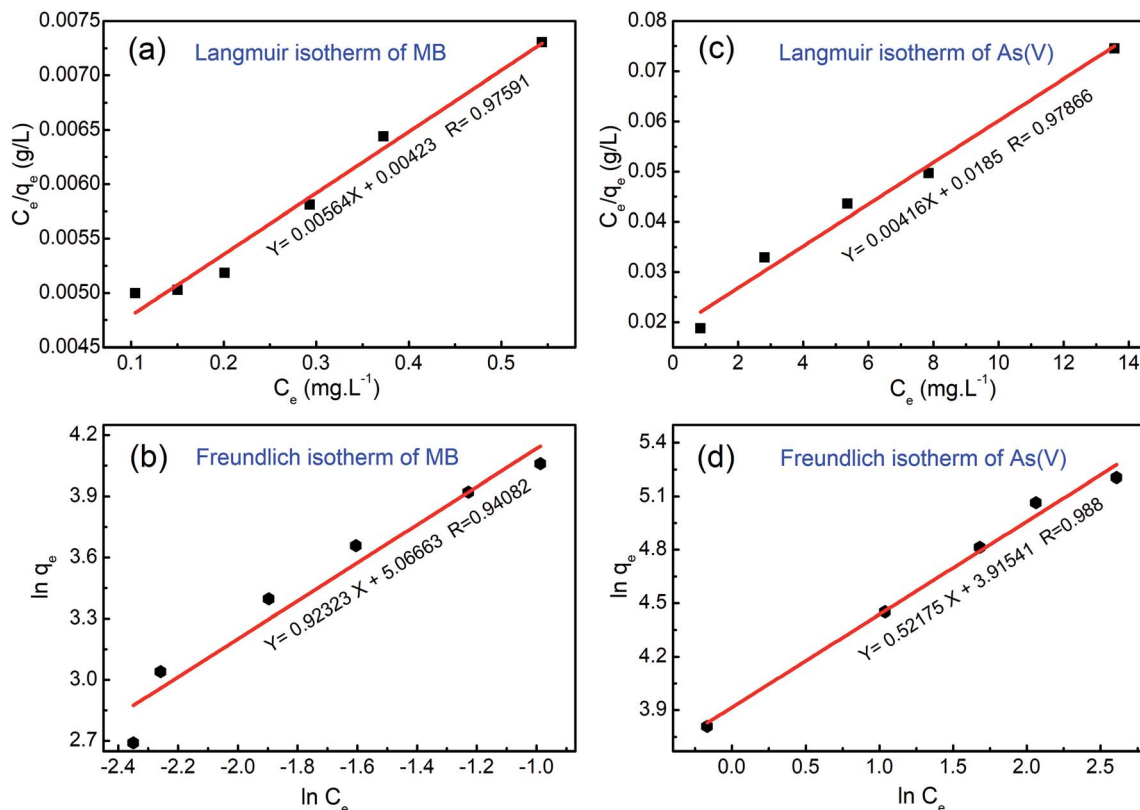 (a) Langmuir isotherm of MB
Y= 0.00564X + 0.00423 R= 0.97591
C_e/q_e (g/L)
0.0075
0.0070
0.0065
0.0060
0.0055
0.0050
0.0045
0.1 0.2 0.3 0.4 0.5
C_e (mg.L⁻¹)
(c) Langmuir isotherm of As(V)
Y= 0.00416X + 0.0185 R= 0.97866
C_e/q_e (g/L)
0.08
0.07
0.06
0.05
0.04
0.03
0.02
0 2 4 6 8 10 12 14
C_e (mg.L⁻¹)
(b) Freundlich isotherm of MB
Y= 0.92323 X + 5.06663 R=0.94082
ln q_e
4.2
3.9
3.6
3.3
3.0
2.7
-2.4 -2.2 -2.0 -1.8 -1.6 -1.4 -1.2 -1.0
ln C_e
(d) Freundlich isotherm of As(V)
Y= 0.52175 X + 3.91541 R=0.988
ln q_e
5.4
5.1
4.8
4.5
4.2
3.9
0.0 0.5 1.0 1.5 2.0 2.5
ln C_e